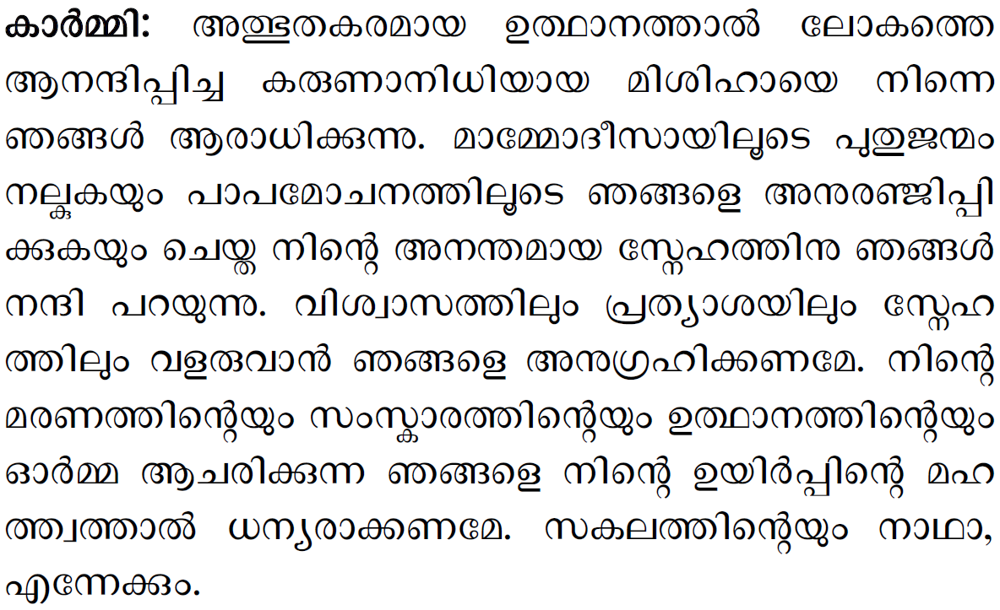 കാർമ്മി: അത്ഭുതകരമായ ഉത്ഥാനത്താൽ ലോകത്തെ
ആനന്ദിപ്പിച്ച കരുണാനിധിയായ മിശിഹായെ നിന്നെ
ഞങ്ങൾ ആരാധിക്കുന്നു. മാമ്മോദീസായിലൂടെ പുതുജന്മം
നല്കുകയും പാപമോചനത്തിലൂടെ ഞങ്ങളെ അനുരഞ്ജിപ്പി
ക്കുകയും ചെയ്ത നിന്റെ അനന്തമായ സ്നേഹത്തിനു ഞങ്ങൾ
നന്ദി പറയുന്നു. വിശ്വാസത്തിലും പ്രത്യാശയിലും സ്നേഹ
ത്തിലും വളരുവാൻ ഞങ്ങളെ അനുഗ്രഹിക്കണമേ. നിന്റെ
മരണത്തിന്റെയും സംസ്കാരത്തിന്റെയും ഉത്ഥാനത്തിന്റെയും
ഓർമ്മ ആചരിക്കുന്ന ഞങ്ങളെ നിന്റെ ഉയിർപ്പിന്റെ മഹ
ത്ത്വത്താൽ ധന്യരാക്കണമേ. സകലത്തിന്റെയും നാഥാ,
എന്നേക്കും.